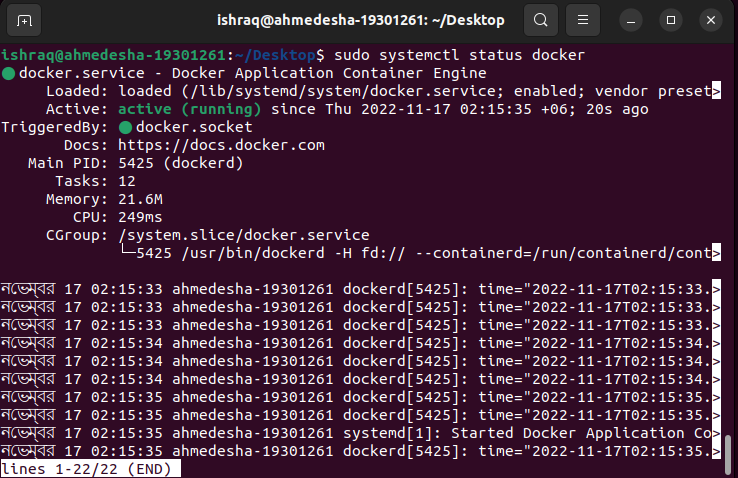 ishraq@ahmedesha-19301261: ~/Desktop
ishraq@ahmedesha-19301261:~/Desktop$ sudo systemctl status docker
● docker.service - Docker Application Container Engine
     Loaded: loaded (/lib/systemd/system/docker.service; enabled; vendor preset>
     Active: active (running) since Thu 2022-11-17 02:15:35 +06; 20s ago
TriggeredBy: ● docker.socket
       Docs: https://docs.docker.com
   Main PID: 5425 (dockerd)
      Tasks: 12
     Memory: 21.6M
        CPU: 249ms
     CGroup: /system.slice/docker.service
             └─5425 /usr/bin/dockerd -H fd:// --containerd=/run/containerd/cont>
নভেম্বর 17 02:15:33 ahmedesha-19301261 dockerd[5425]: time="2022-11-17T02:15:33.>
নভেম্বর 17 02:15:33 ahmedesha-19301261 dockerd[5425]: time="2022-11-17T02:15:33.>
নভেম্বর 17 02:15:33 ahmedesha-19301261 dockerd[5425]: time="2022-11-17T02:15:33.>
নভেম্বর 17 02:15:34 ahmedesha-19301261 dockerd[5425]: time="2022-11-17T02:15:34.>
নভেম্বর 17 02:15:34 ahmedesha-19301261 dockerd[5425]: time="2022-11-17T02:15:34.>
নভেম্বর 17 02:15:34 ahmedesha-19301261 dockerd[5425]: time="2022-11-17T02:15:34.>
নভেম্বর 17 02:15:35 ahmedesha-19301261 dockerd[5425]: time="2022-11-17T02:15:35.>
নভেম্বর 17 02:15:35 ahmedesha-19301261 dockerd[5425]: time="2022-11-17T02:15:35.>
নভেম্বর 17 02:15:35 ahmedesha-19301261 systemd[1]: Started Docker Application Co>
নভেম্বর 17 02:15:35 ahmedesha-19301261 dockerd[5425]: time="2022-11-17T02:15:35.>
lines 1-22/22 (END)